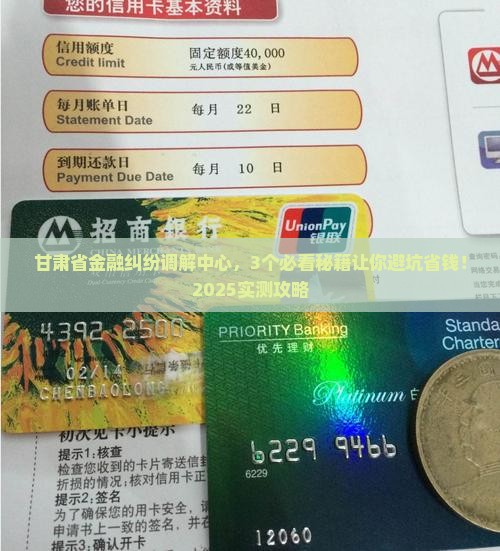 您的信用卡基本资料
信用额度
Credit limit
固定额度40,000
元人民币(或等值美金)
每月账单日
Statement Date
每月 22 日
到期还款日
Payment Due Date
每月 10 日
招商银行
UnionPay
银联
甘肃省金融纠纷调解中心，3个必看秘籍让你避坑省钱！
2025实测攻略
4392 2500
02/14
CHENBAOLONG
PRIORITY Banking
优先理财
Standa
Charter
Platinum 白
6229 9466
6229
12060
初次见卡小提示
提示1:核查
检查您收到的卡片寄送信封
折损的情况;核对信用卡正
提示2:签名
为了确保您的用卡安全，请
申请书上一致的签名，并在
提示3:确认开卡